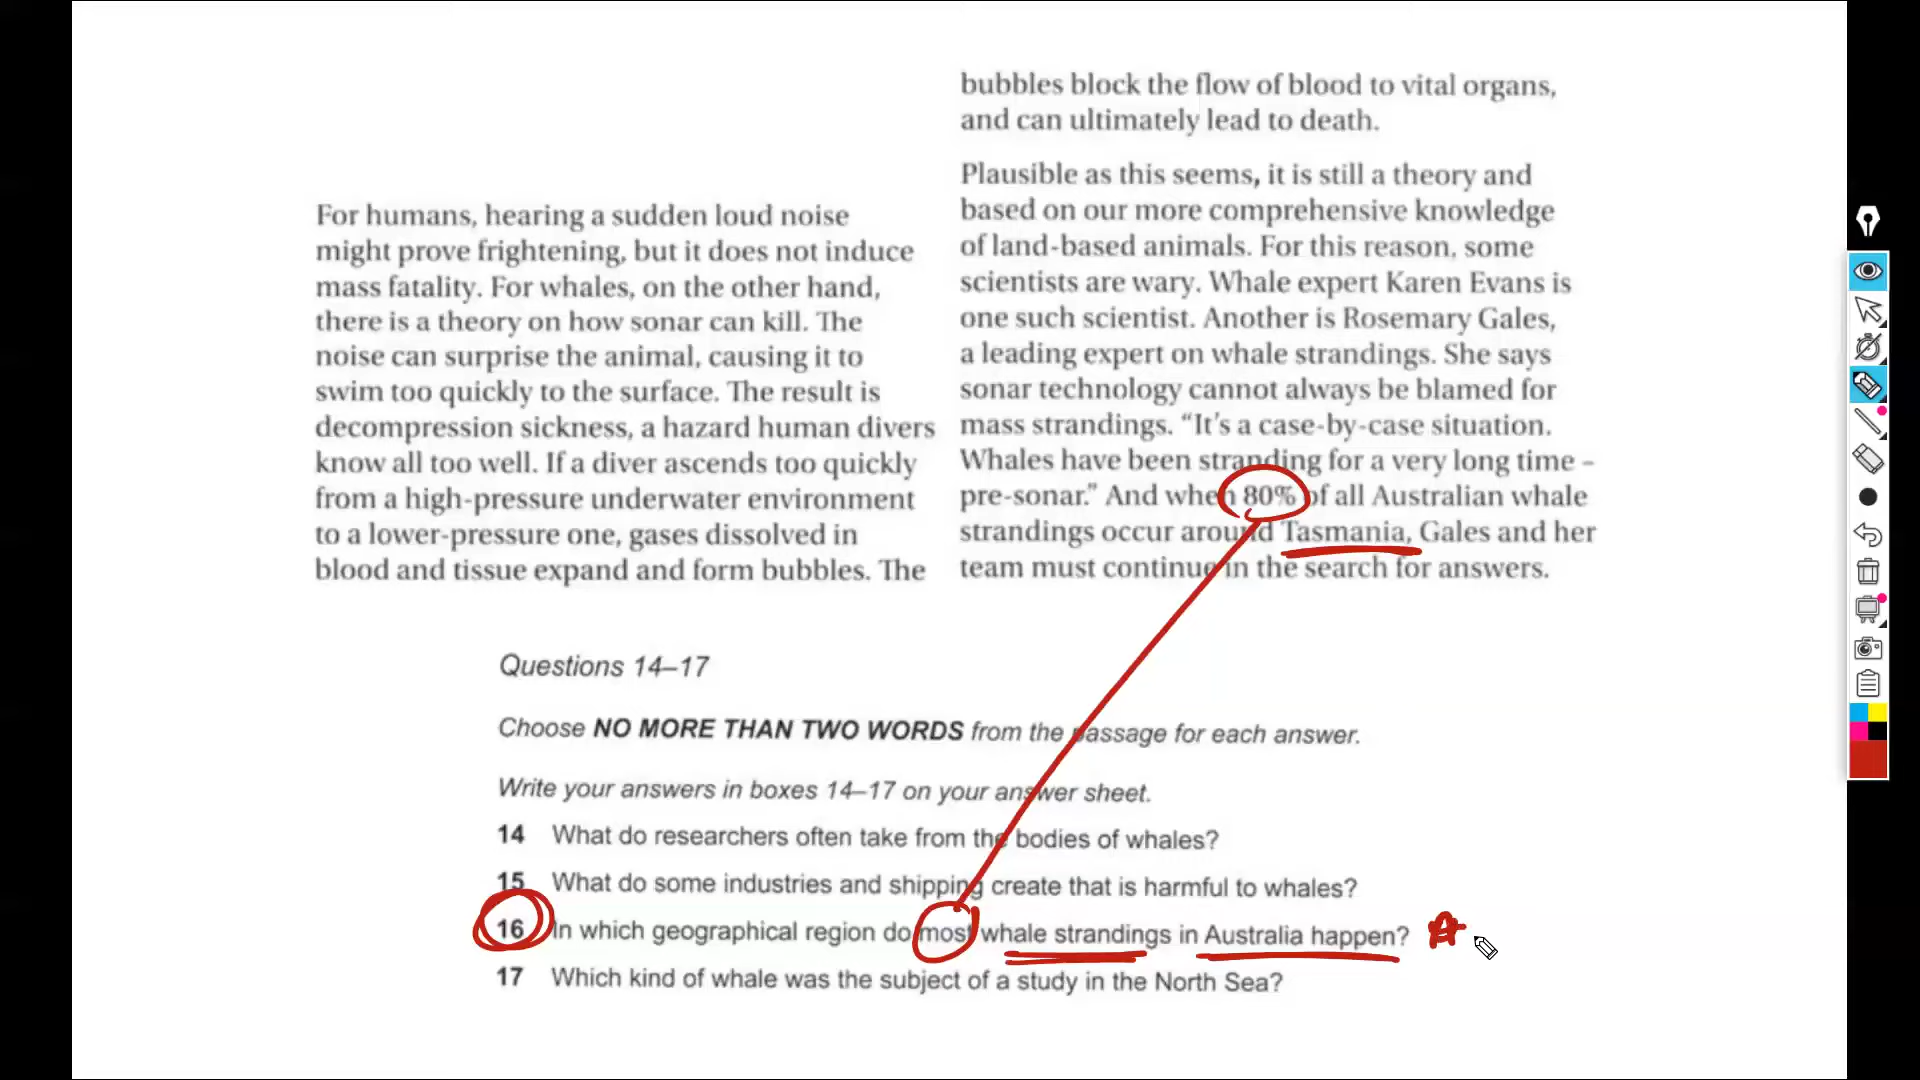 For humans, hearing a sudden loud noise
might prove frightening, but it does not induce
mass fatality. For whales, on the other hand,
there is a theory on how sonar can kill. The
noise can surprise the animal, causing it to
swim too quickly to the surface. The result is
decompression sickness, a hazard human divers
know all too well. If a diver ascends too quickly
from a high-pressure underwater environment
to a lower-pressure one, gases dissolved in
blood and tissue expand and form bubbles. The
bubbles block the flow of blood to vital organs,
and can ultimately lead to death.
Plausible as this seems, it is still a theory and
based on our more comprehensive knowledge
of land-based animals. For this reason, some
scientists are wary. Whale expert Karen Evans is
one such scientist. Another is Rosemary Gales,
a leading expert on whale strandings. She says
sonar technology cannot always be blamed for
mass strandings. “It’s a case-by-case situation.
Whales have been stranding for a very long time –
pre-sonar.” And when 80% of all Australian whale
strandings occur around Tasmania, Gales and her
team must continue in the search for answers.
Questions 14–17
Choose NO MORE THAN TWO WORDS from the passage for each answer.
Write your answers in boxes 14–17 on your answer sheet.
14 What do researchers often take from the bodies of whales?
15 What do some industries and shipping create that is harmful to whales?
16 In which geographical region do most whale strandings in Australia happen?
17 Which kind of whale was the subject of a study in the North Sea?